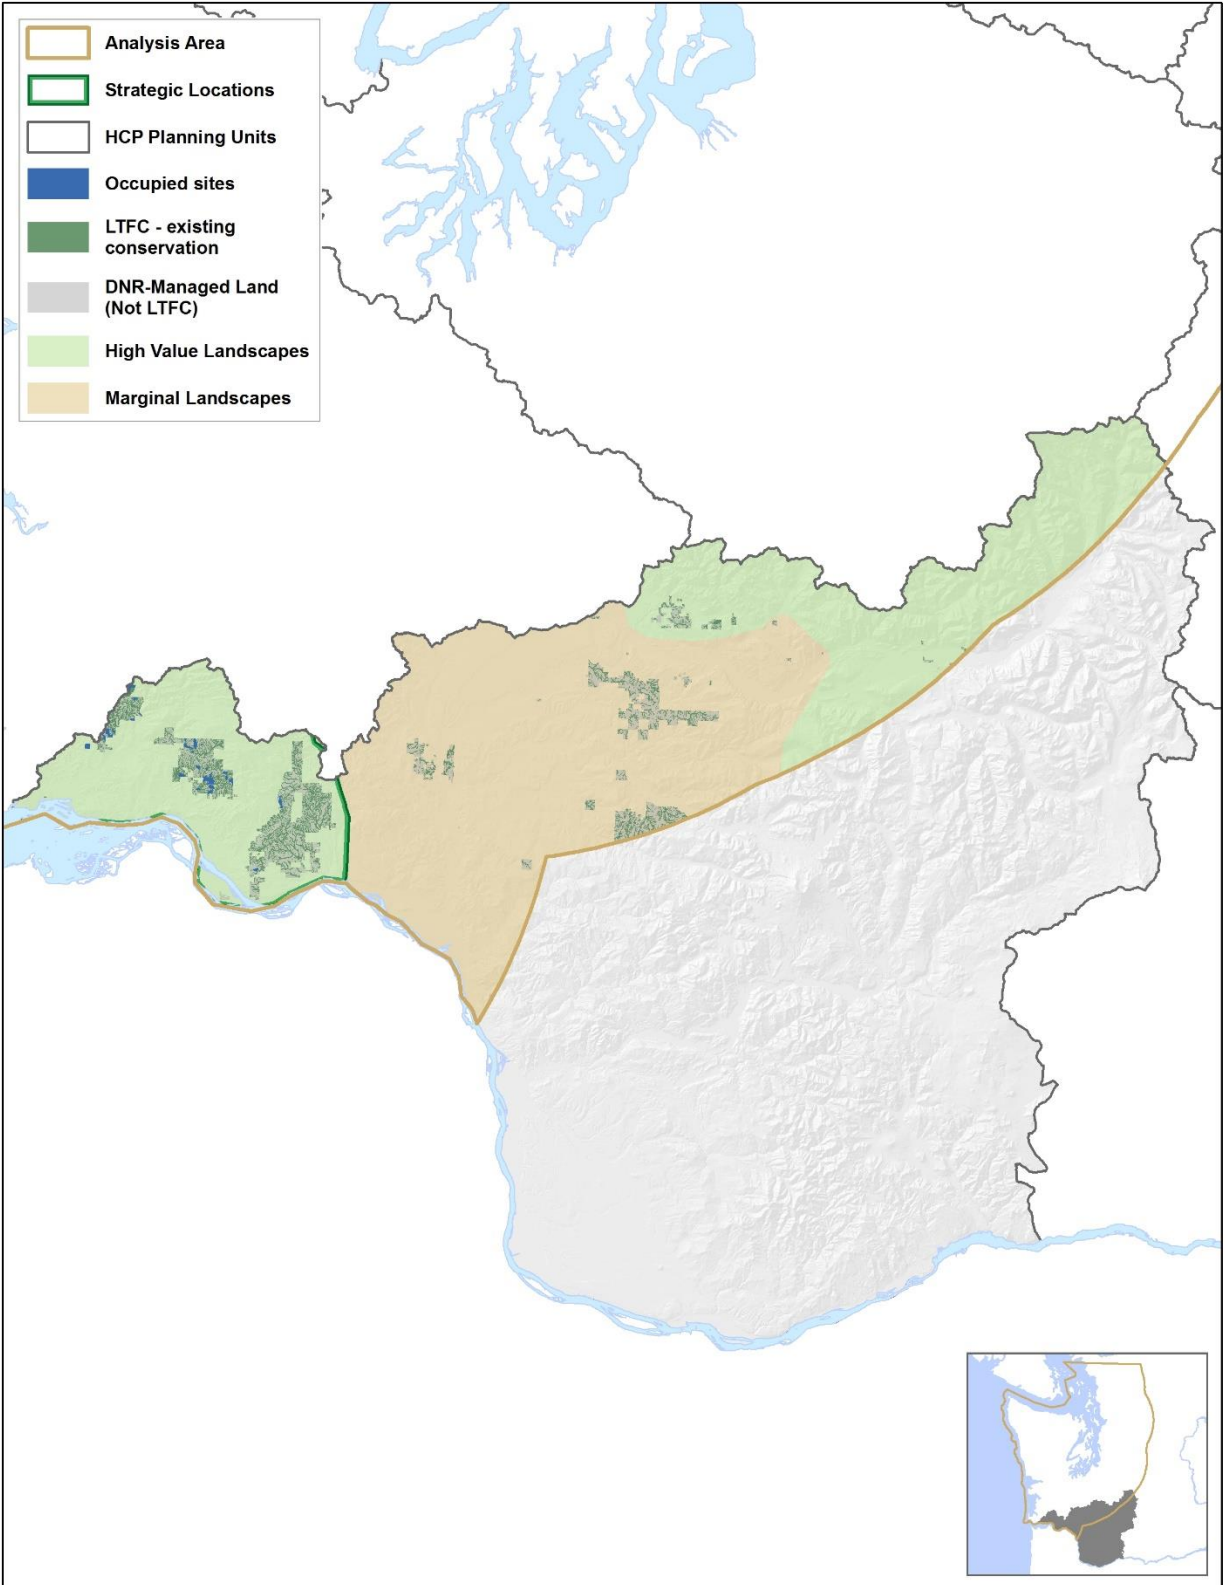 Analysis Area
Strategic Locations
HCP Planning Units
Occupied sites
LTFC - existing
conservation
DNR-Managed Land
(Not LTFC)
High Value Landscapes
Marginal Landscapes